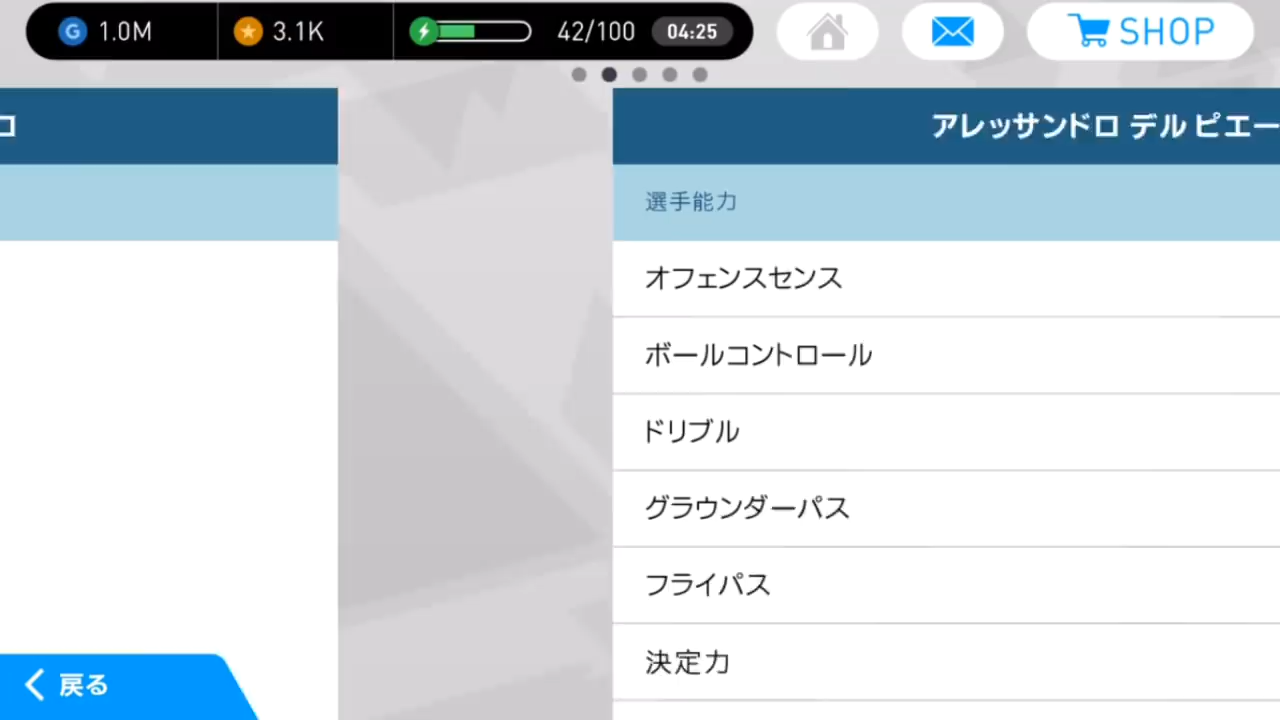 1.0M
3.1K
42/100
04:25
SHOP
ロ
アレッサンドロ デル ピエー
選手能力
オフェンスセンス
ボールコントロール
ドリブル
グラウンダーパス
フライパス
決定力
戻る